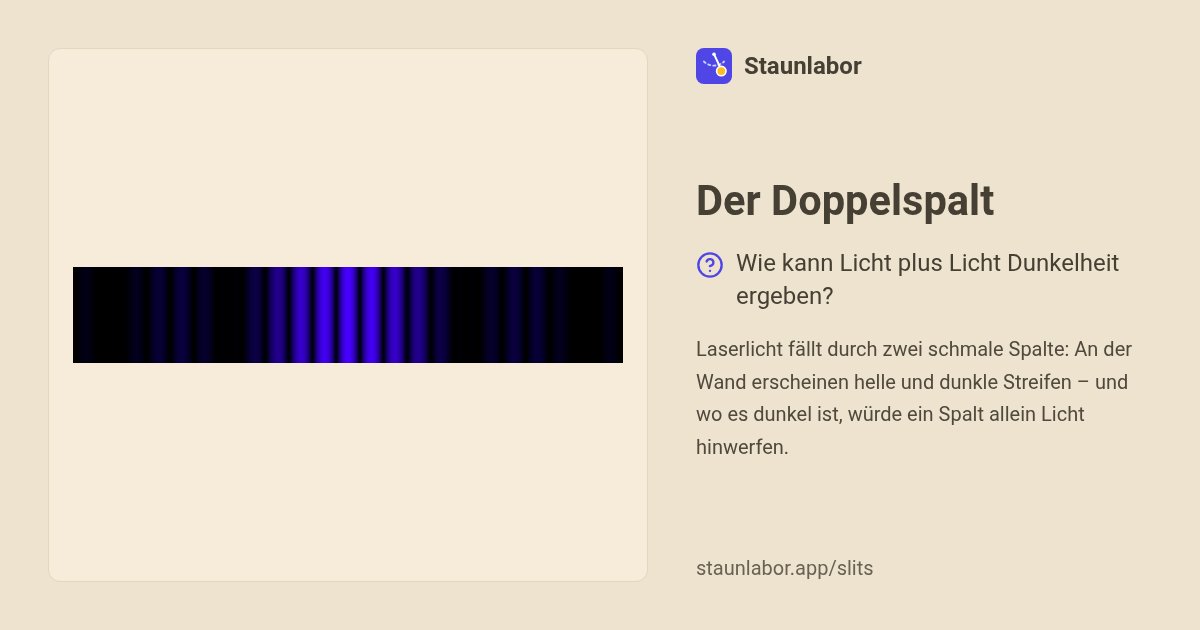 Staunlabor
Der Doppelspalt
Wie kann Licht plus Licht Dunkelheit
ergeben?
Laserlicht fällt durch zwei schmale Spalte: An der
Wand erscheinen helle und dunkle Streifen – und
wo es dunkel ist, würde ein Spalt allein Licht
hinwerfen.
staunlabor.app/slits